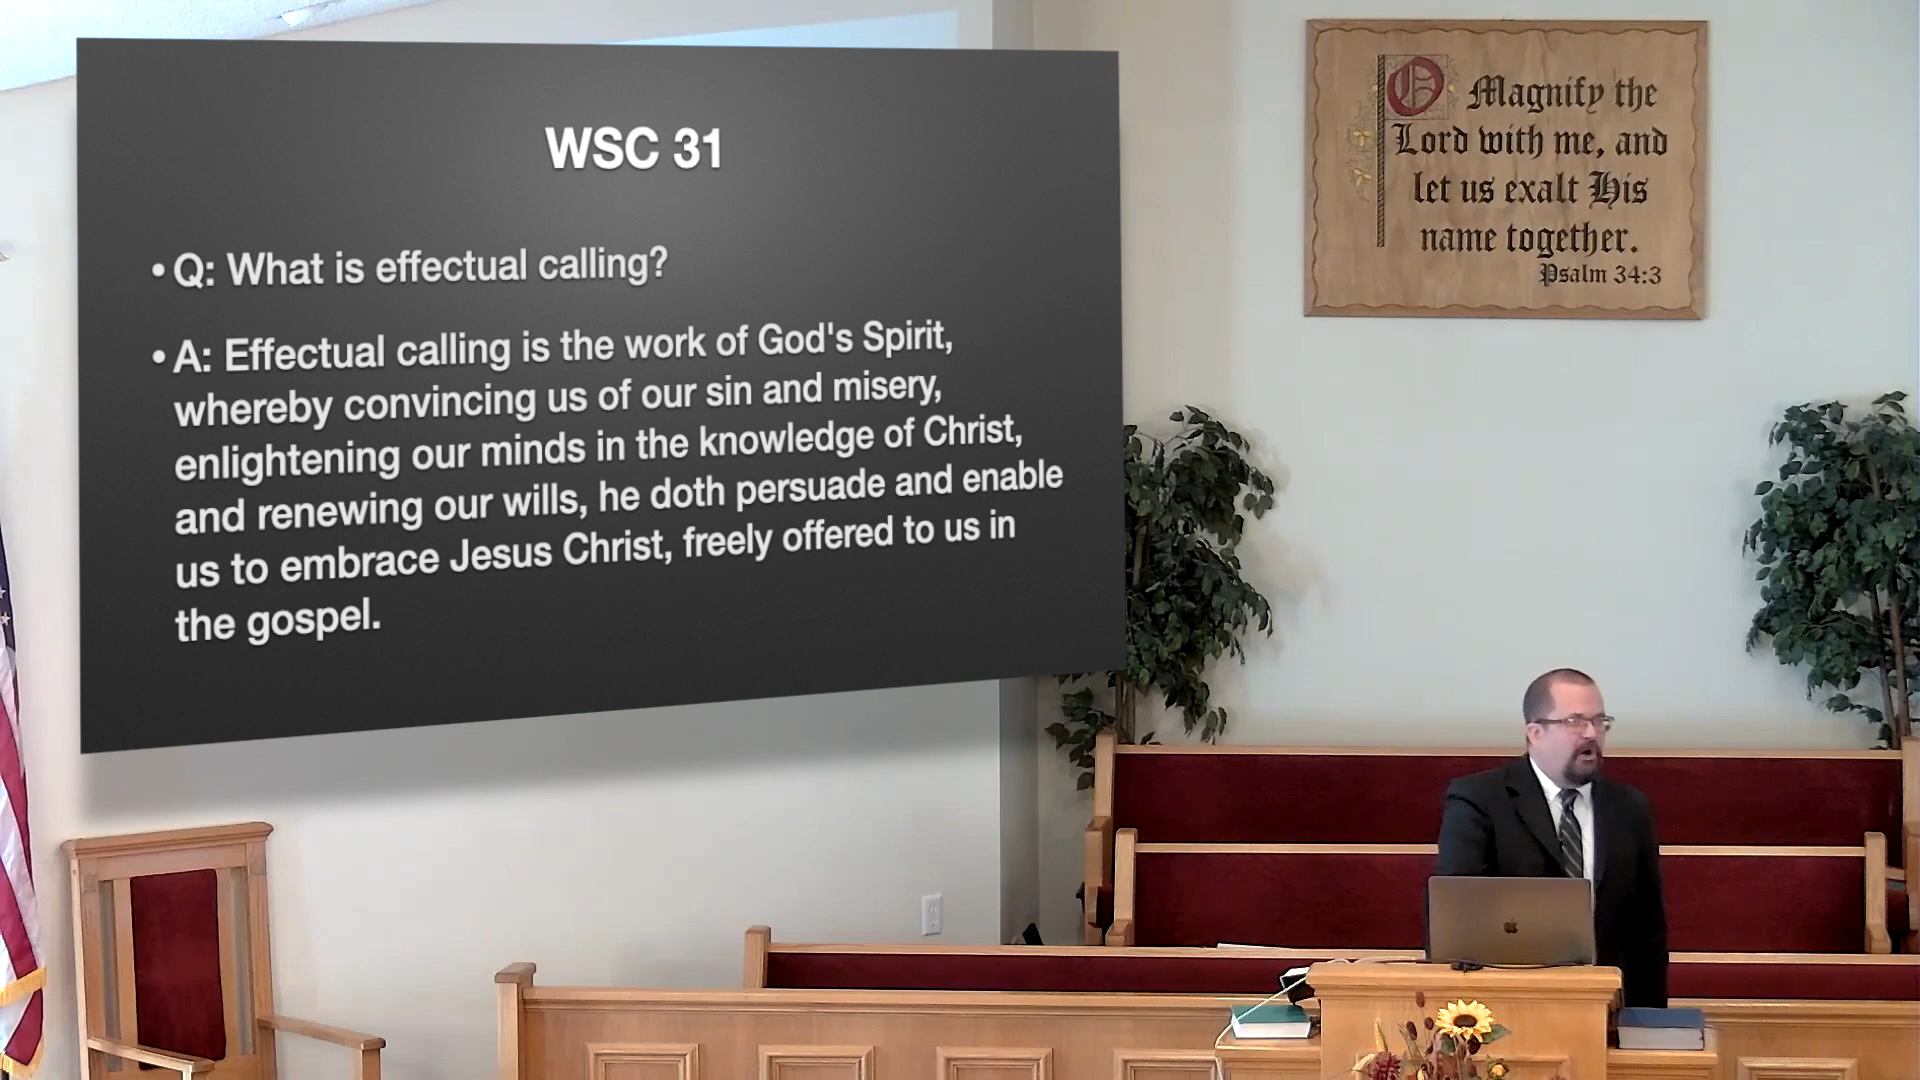 WSC 31
• Q: What is effectual calling?
• A: Effectual calling is the work of God's Spirit,
whereby convincing us of our sin and misery,
enlightening our minds in the knowledge of Christ,
and renewing our wills, he doth persuade and enable
us to embrace Jesus Christ, freely offered to us in
the gospel.
O Magnify the
Lord with me, and
let us exalt His
name together.
Psalm 34:3